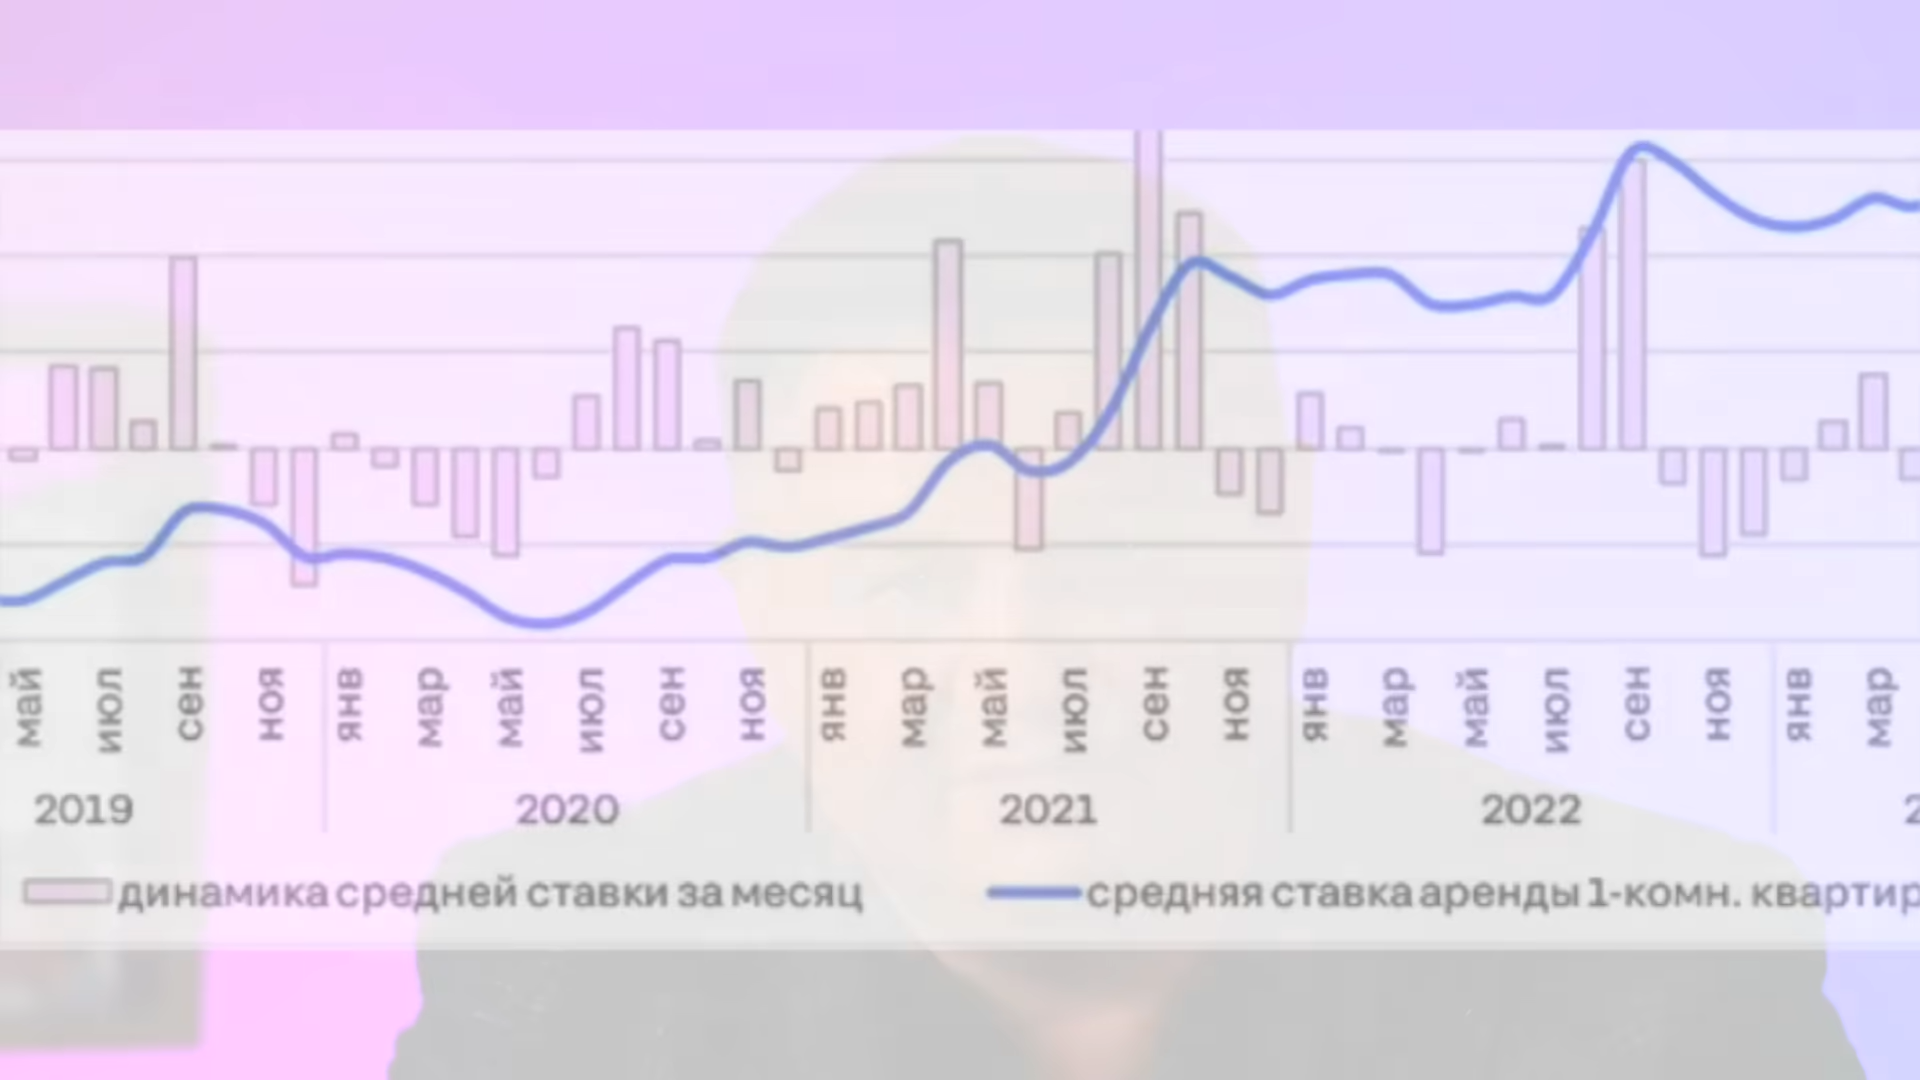 май июл сен ноя янв мар май июл сен ноя янв мар май июл сен ноя янв мар май июл сен ноя янв мар
2019 2020 2021 2022
динамика средней ставки за месяц средняя ставка аренды 1-комн. квартир